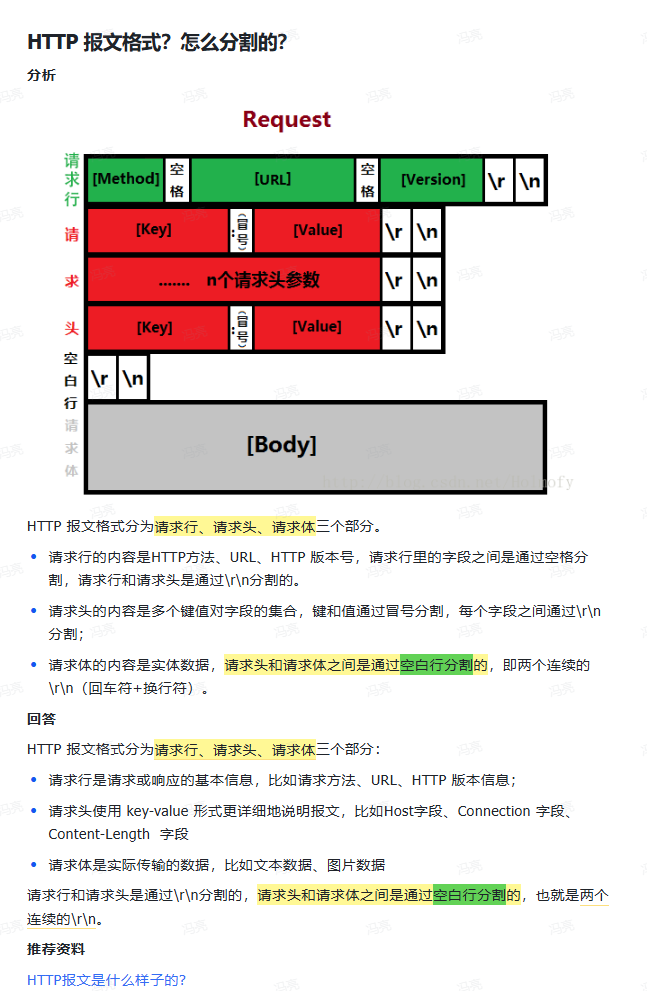 HTTP 报文格式？怎么分割的？
分析
Request
请求行 [Method] 空格 [URL] 空格 [Version] \r \n
请 [Key] :(冒号) [Value] \r \n
求 ....... n个请求头参数 \r \n
头 [Key] :(冒号) [Value] \r \n
空白行 \r \n
请求体 [Body]
HTTP 报文格式分为请求行、请求头、请求体三个部分。
请求行的内容是HTTP方法、URL、HTTP 版本号，请求行里的字段之间是通过空格分
割，请求行和请求头是通过\r\n分割的。
请求头的内容是多个键值对字段的集合，键和值通过冒号分割，每个字段之间通过\r\n
分割；
请求体的内容是实体数据，请求头和请求体之间是通过空白行分割的，即两个连续的
\r\n（回车符+换行符）。
回答
HTTP 报文格式分为请求行、请求头、请求体三个部分：
请求行是请求或响应的基本信息，比如请求方法、URL、HTTP 版本信息；
请求头使用 key-value 形式更详细地说明报文，比如Host字段、Connection 字段、
Content-Length 字段
请求体是实际传输的数据，比如文本数据、图片数据
请求行和请求头是通过\r\n分割的，请求头和请求体之间是通过空白行分割的，也就是两个
连续的\r\n。
推荐资料
HTTP报文是什么样子的？
冯亮